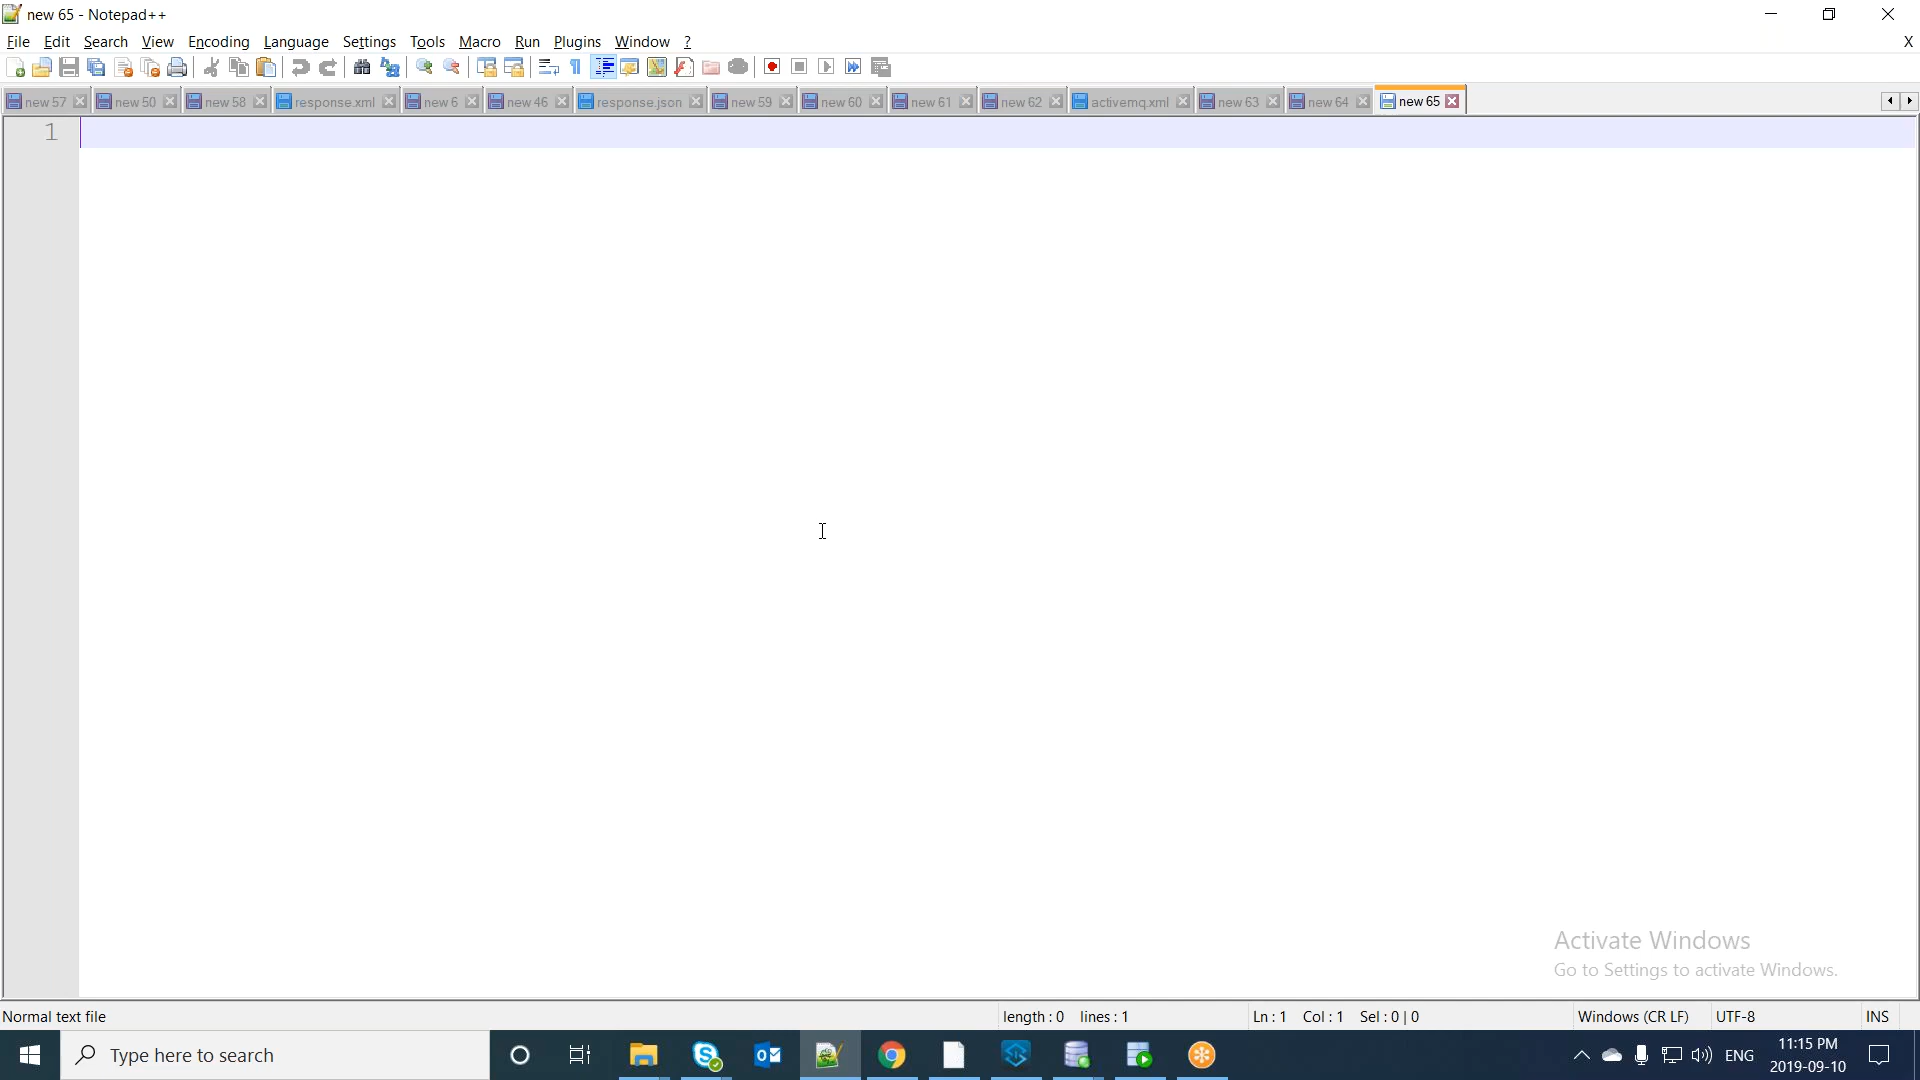 new 65 - Notepad++
File Edit Search View Encoding Language Settings Tools Macro Run Plugins Window ? X
new 57 new 50 new 58 response.xml new 6 new 46 response.json new 59 new 60 new 61 new 62 activemq.xml new 63 new 64 new 65
1
Activate Windows
Go to Settings to activate Windows.
Normal text file length : 0 lines : 1 Ln : 1 Col : 1 Sel : 0 | 0 Windows (CR LF) UTF-8 INS
Type here to search ENG 11:15 PM
2019-09-10